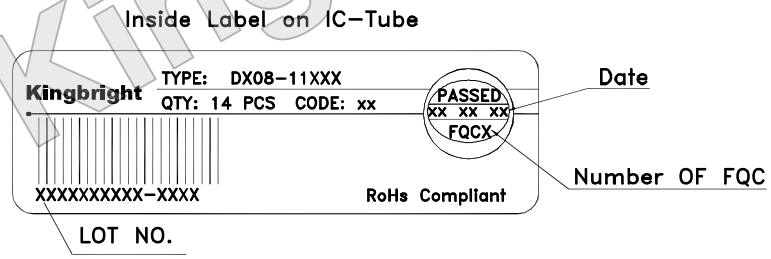 Inside Label on IC-Tube
Kingbright
TYPE: DX08-11XXX
QTY: 14 PCS CODE: xx
PASSED
xx xx xx
FQCX
Date
Number OF FQC
XXXXXXXXXX-XXXX
RoHs Compliant
LOT NO.